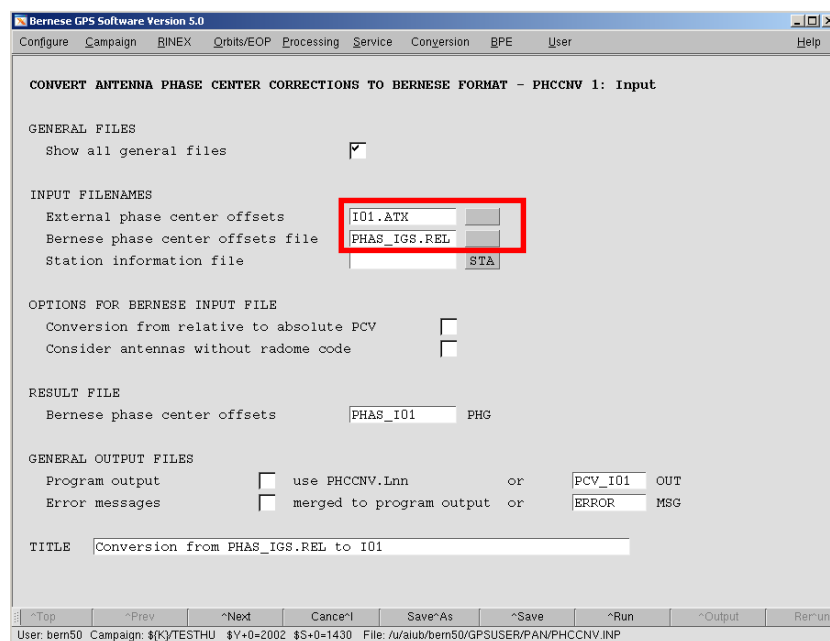 Bernese GPS Software Version 5.0
Configure Campaign RINEX Orbits/EOP Processing Service Conversion BPE User Help
CONVERT ANTENNA PHASE CENTER CORRECTIONS TO BERNESE FORMAT - PHCCNV 1: Input
GENERAL FILES
Show all general files
INPUT FILENAMES
External phase center offsets I01.ATX
Bernese phase center offsets file PHAS_IGS.REL
Station information file STA
OPTIONS FOR BERNESE INPUT FILE
Conversion from relative to absolute PCV
Consider antennas without radome code
RESULT FILE
Bernese phase center offsets PHAS_I01 PHG
GENERAL OUTPUT FILES
Program output use PHCCNV.Lnn or PCV_I01 OUT
Error messages merged to program output or ERROR MSG
TITLE Conversion from PHAS_IGS.REL to I01
^Top ^Prev ^Next Cance^l Save^As ^Save ^Run ^Output Rer^un
User: bern50 Campaign: ${K}/TESTHU $Y+0=2002 $S+0=1430 File: /u/aiub/bern50/GPSUSER/PAN/PHCCNV.INP